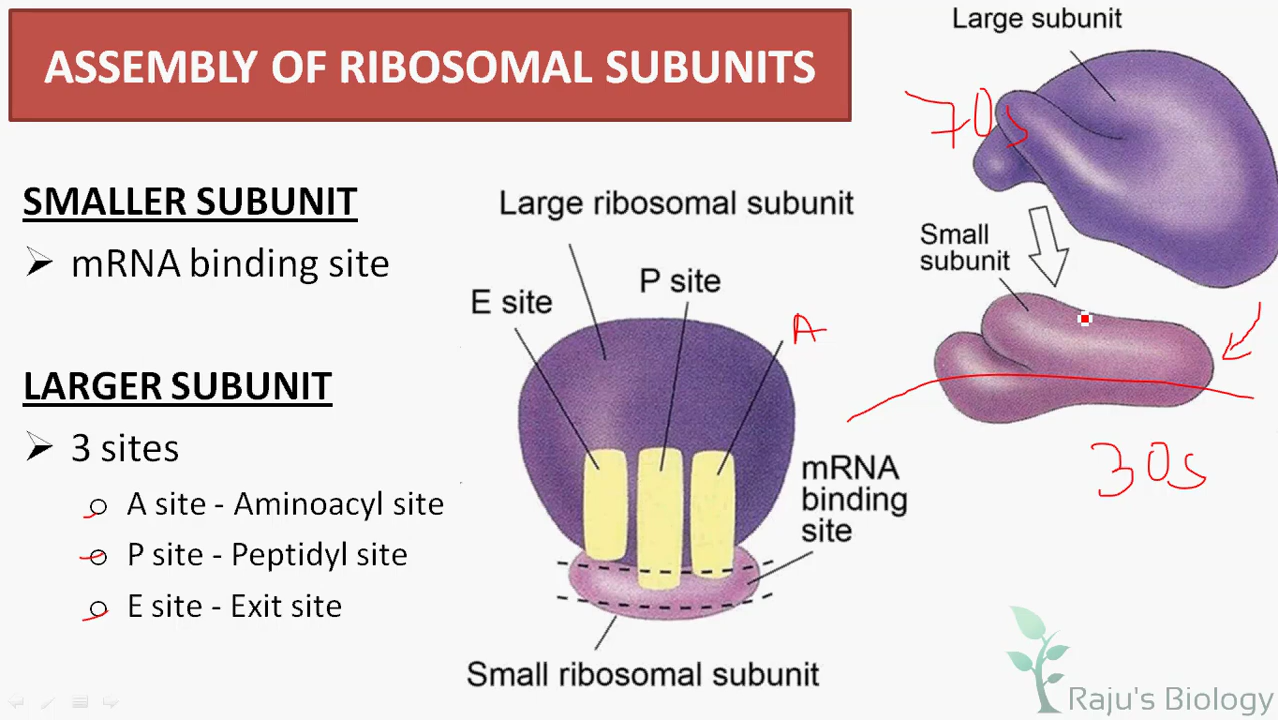 ASSEMBLY OF RIBOSOMAL SUBUNITS
SMALLER SUBUNIT
mRNA binding site
LARGER SUBUNIT
3 sites
A site - Aminoacyl site
P site - Peptidyl site
E site - Exit site
Large ribosomal subunit
E site
P site
A
mRNA
binding
site
Small ribosomal subunit
Large subunit
70s
Small
subunit
30s
Raju's Biology